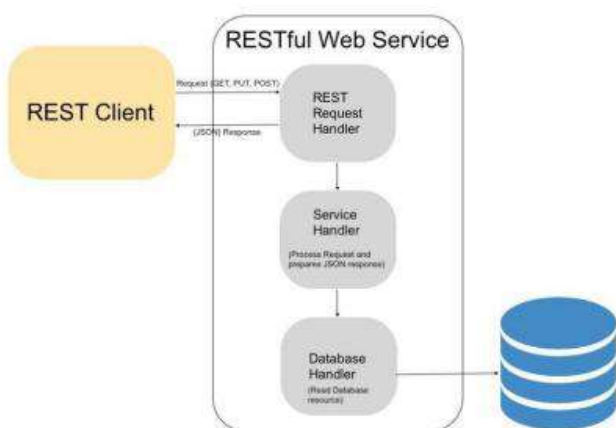 RESTful Web Service
REST Client
Request (GET, PUT, POST)
(JSON) Response
REST
Request
Handler
Service
Handler
(Process Request and
prepares JSON response)
Database
Handler
(Read Database
resource)